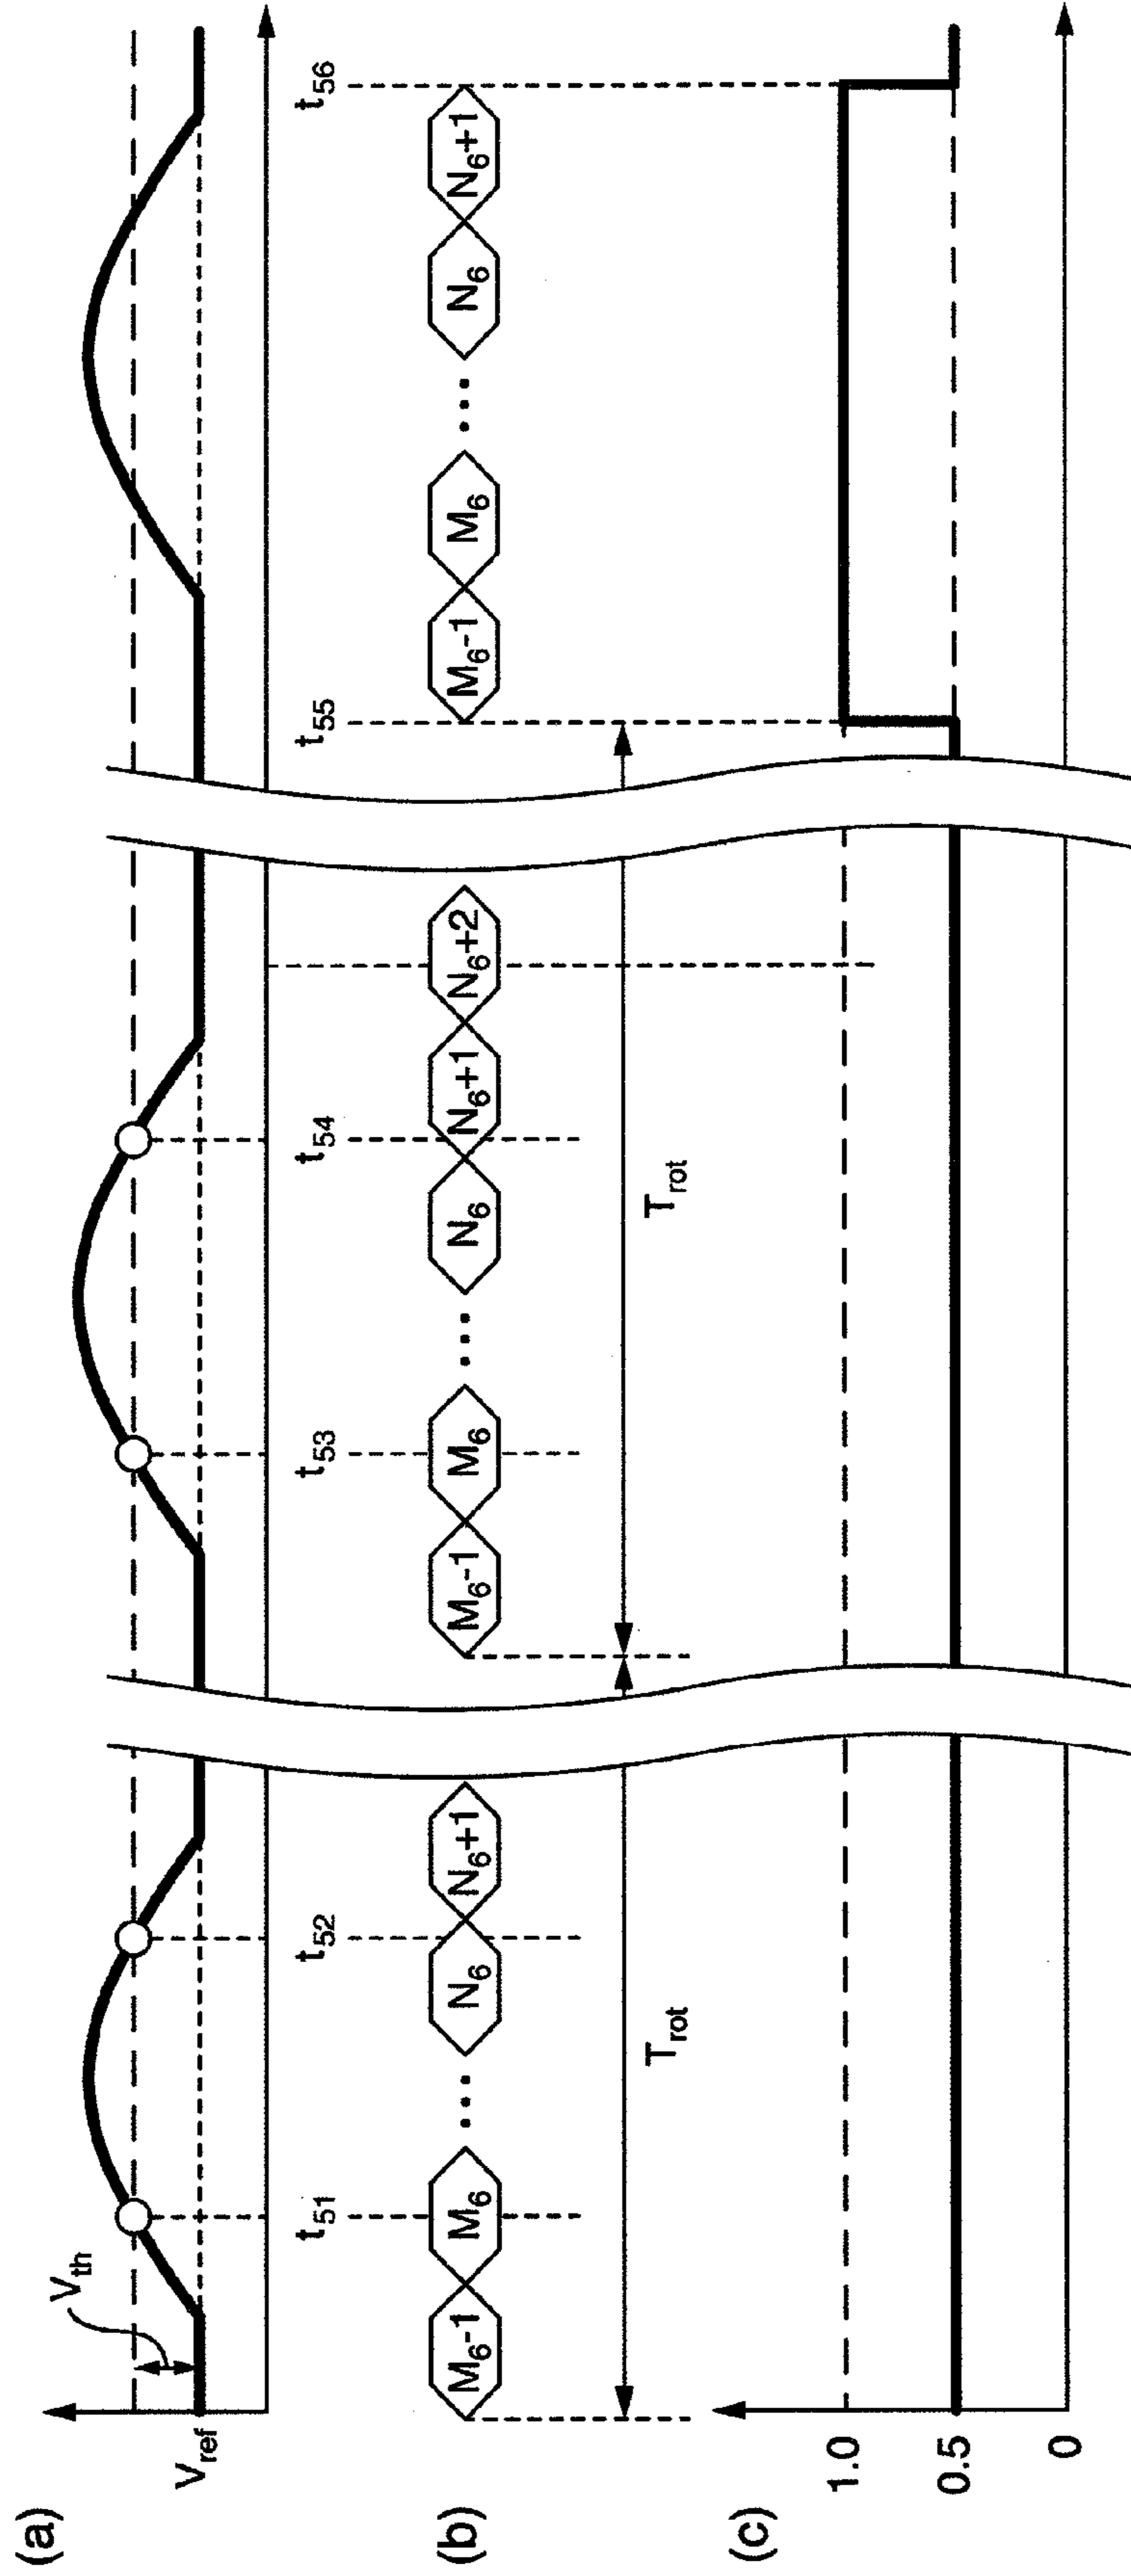 (a)
V_th
V_ref
t_51 t_52 t_53 t_54 t_55 t_56
(b)
M_6-1 M_6 ••• N_6 N_6+1 M_6-1 M_6 ••• N_6 N_6+1 N_6+2 M_6-1 M_6 ••• N_6 N_6+1
T_rot T_rot
(c)
1.0
0.5
0